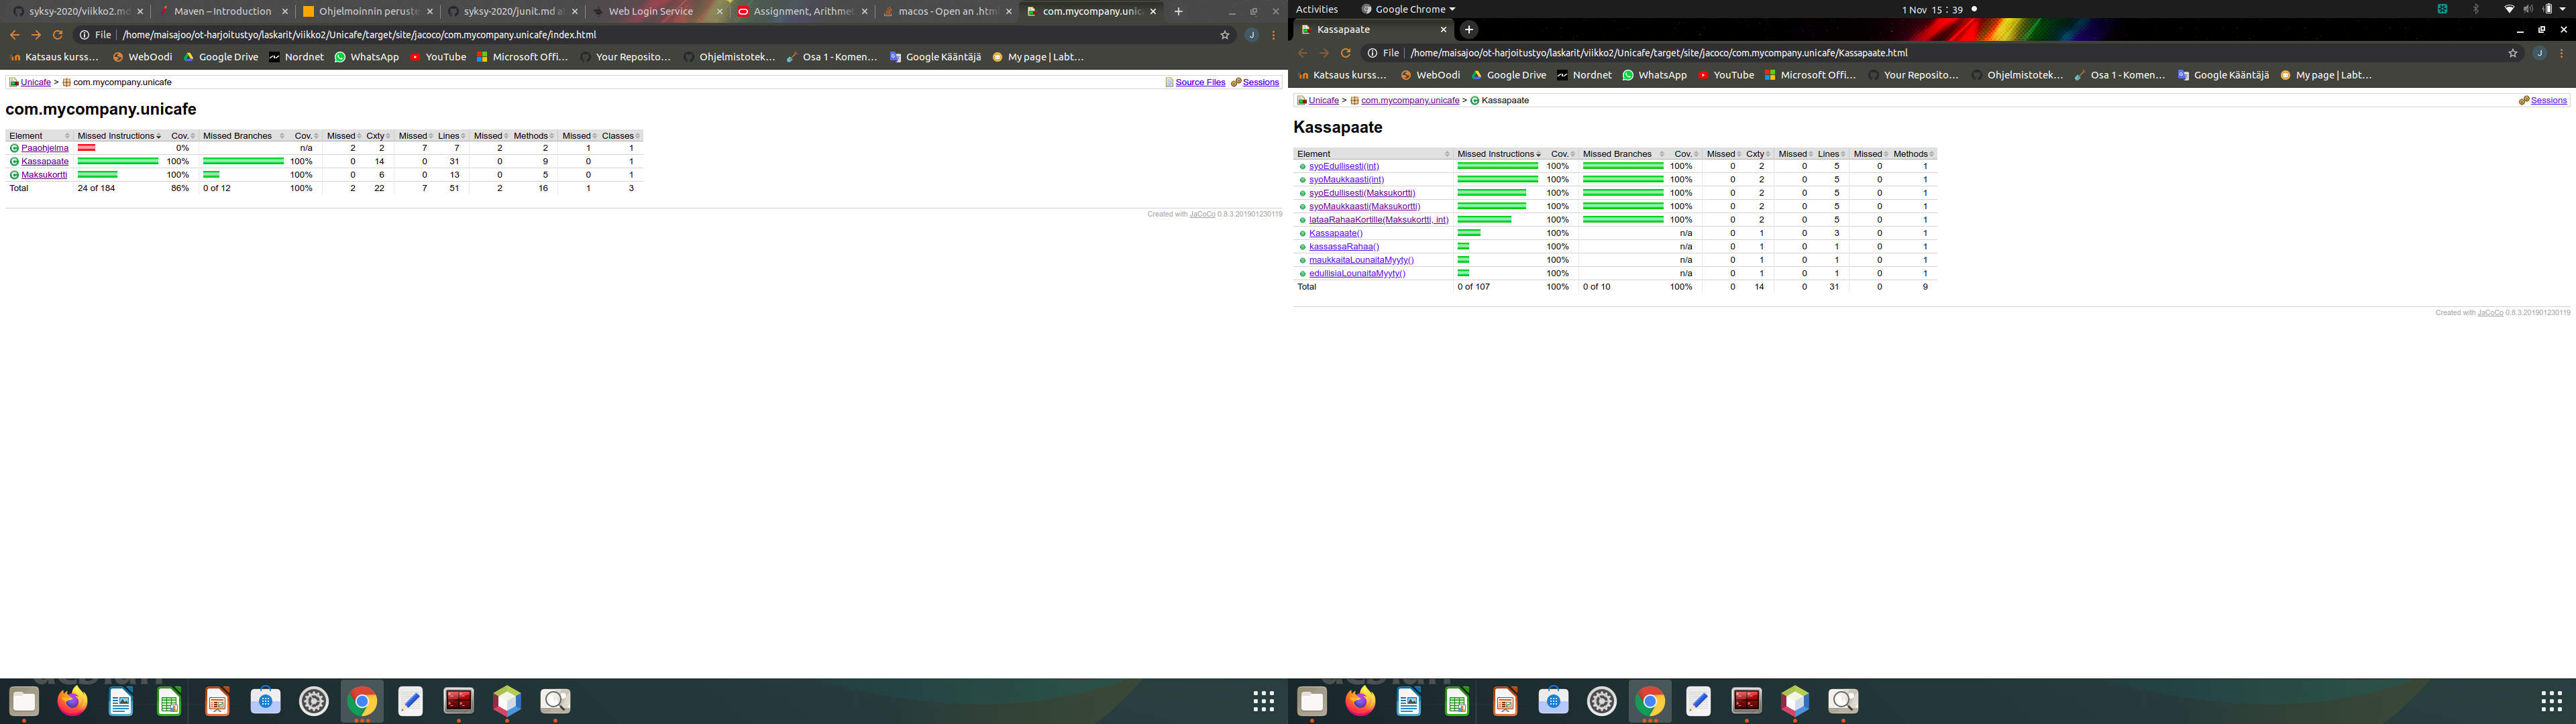 syksy-2020/viikko2.md
Maven – Introduction
Ohjelmoinnin peruste
syksy-2020/junit.md at
Web Login Service
Assignment, Arithmet
macos - Open an .html
com.mycompany.unica
File /home/maisajoo/ot-harjoitustyo/laskarit/viikko2/Unicafe/target/site/jacoco/com.mycompany.unicafe/index.html
J
Katsaus kurss… WebOodi Google Drive Nordnet WhatsApp YouTube Microsoft Offi… Your Reposito… Ohjelmistotek… Osa 1 - Komen… Google Kääntäjä My page | Labt…
Unicafe > com.mycompany.unicafe
Source Files Sessions
com.mycompany.unicafe
Element Missed Instructions Cov. Missed Branches Cov. Missed Cxty Missed Lines Missed Methods Missed Classes
Paaohjelma 0% n/a 2 2 7 7 2 2 1 1
Kassapaate 100% 100% 0 14 0 31 0 9 0 1
Maksukortti 100% 100% 0 6 0 13 0 5 0 1
Total 24 of 184 86% 0 of 12 100% 2 22 7 51 2 16 1 3
Created with JaCoCo 0.8.3.201901230119
Activities Google Chrome 1 Nov 15:39
Kassapaate
File /home/maisajoo/ot-harjoitustyo/laskarit/viikko2/Unicafe/target/site/jacoco/com.mycompany.unicafe/Kassapaate.html
J
Katsaus kurss… WebOodi Google Drive Nordnet WhatsApp YouTube Microsoft Offi… Your Reposito… Ohjelmistotek… Osa 1 - Komen… Google Kääntäjä My page | Labt…
Unicafe > com.mycompany.unicafe > Kassapaate
Sessions
Kassapaate
Element Missed Instructions Cov. Missed Branches Cov. Missed Cxty Missed Lines Missed Methods
syoEdullisesti(int) 100% 100% 0 2 0 5 0 1
syoMaukkaasti(int) 100% 100% 0 2 0 5 0 1
syoEdullisesti(Maksukortti) 100% 100% 0 2 0 5 0 1
syoMaukkaasti(Maksukortti) 100% 100% 0 2 0 5 0 1
lataaRahaaKortille(Maksukortti, int) 100% 100% 0 2 0 5 0 1
Kassapaate() 100% n/a 0 1 0 3 0 1
kassassaRahaa() 100% n/a 0 1 0 1 0 1
maukkaitaLounaitaMyyty() 100% n/a 0 1 0 1 0 1
edullisiaLounaitaMyyty() 100% n/a 0 1 0 1 0 1
Total 0 of 107 100% 0 of 10 100% 0 14 0 31 0 9
Created with JaCoCo 0.8.3.201901230119